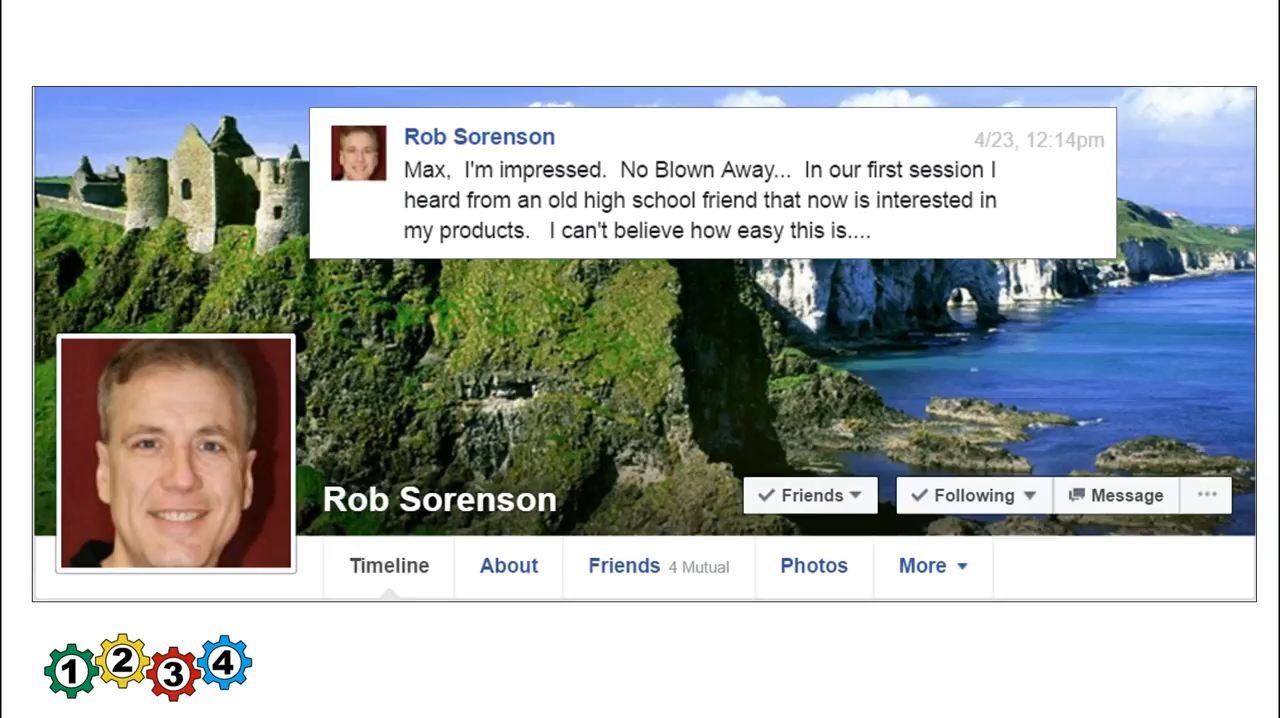 Rob Sorenson 4/23, 12:14pm
Max, I'm impressed. No Blown Away... In our first session I
heard from an old high school friend that now is interested in
my products. I can't believe how easy this is....
Rob Sorenson
Friends
Following
Message
Timeline About Friends 4 Mutual Photos More
1 2 3 4